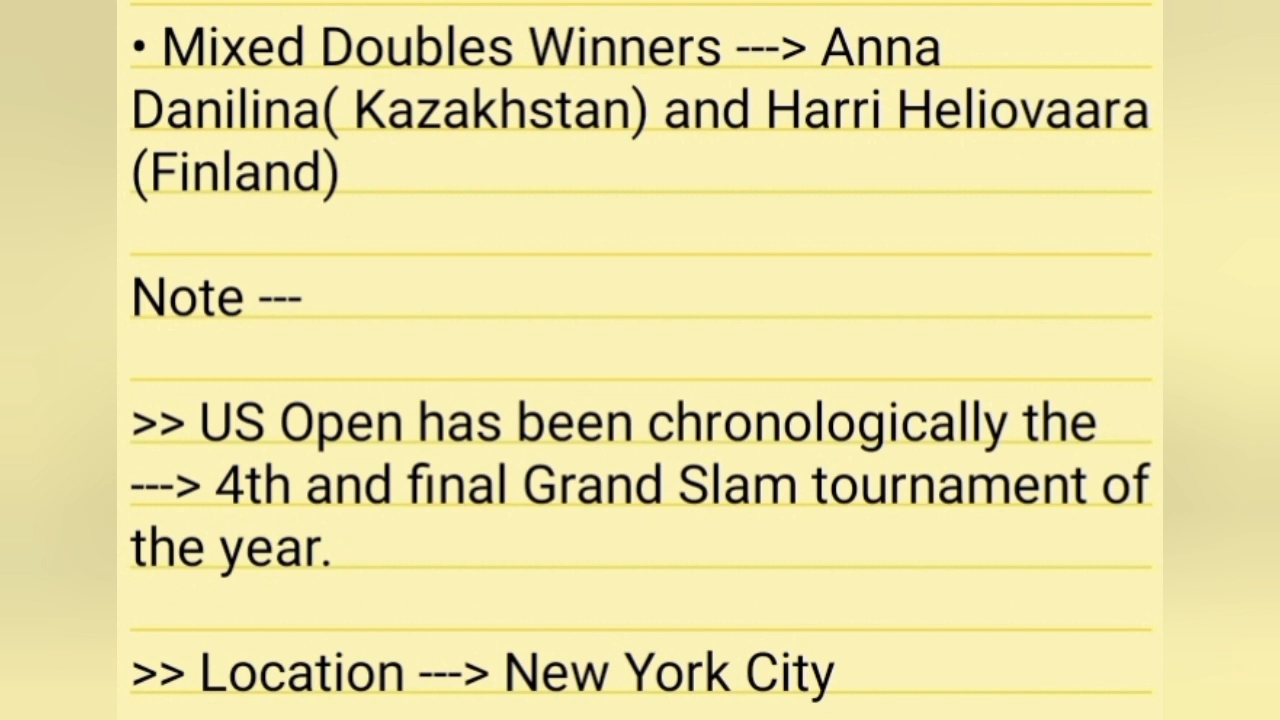 • Mixed Doubles Winners ---> Anna
Danilina( Kazakhstan) and Harri Heliovaara
(Finland)
Note ---
>> US Open has been chronologically the
---> 4th and final Grand Slam tournament of
the year.
>> Location ---> New York City